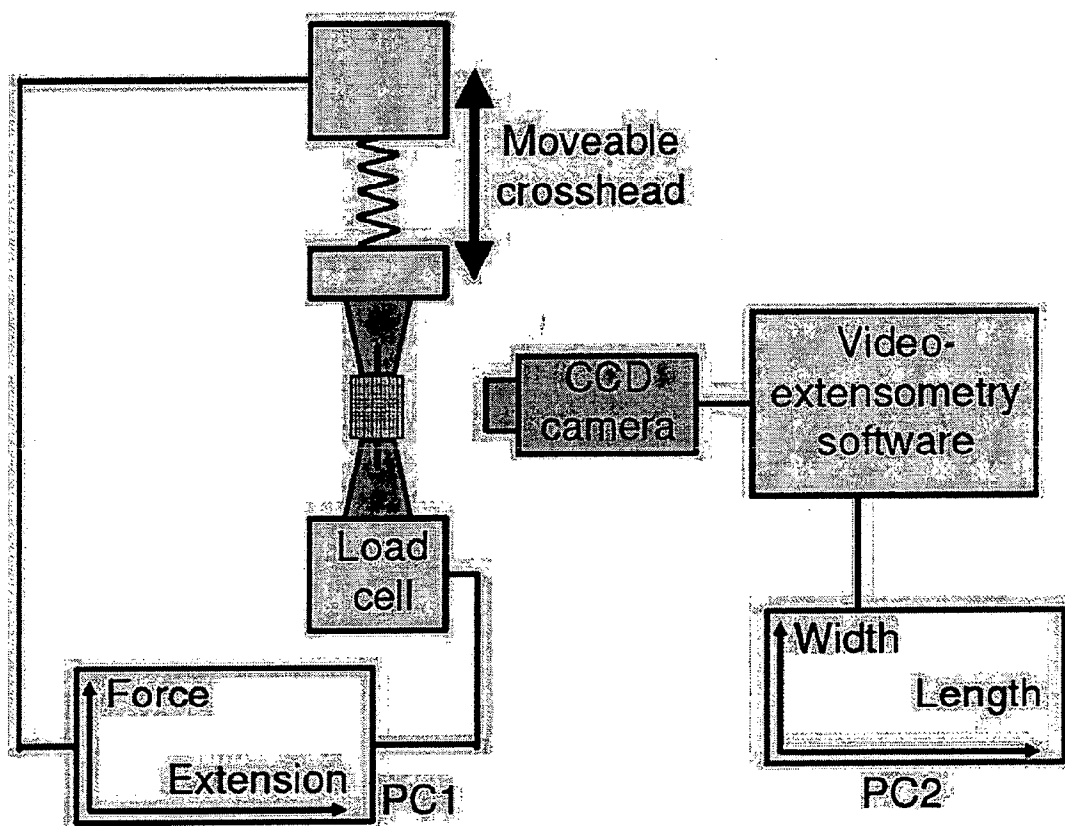 Moveable
crosshead
Video-
extensometry
software
CCD
camera
Load
cell
Width
Length
PC2
Force
Extension
PC1